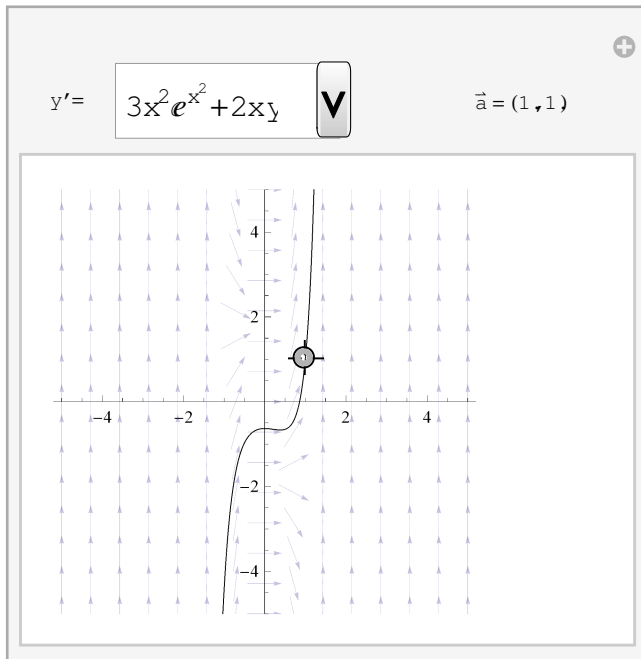 y′= 3x²e^{x²}+2xy a⃗ = (1,1)
4
2
−4 −2 2 4
−2
−4